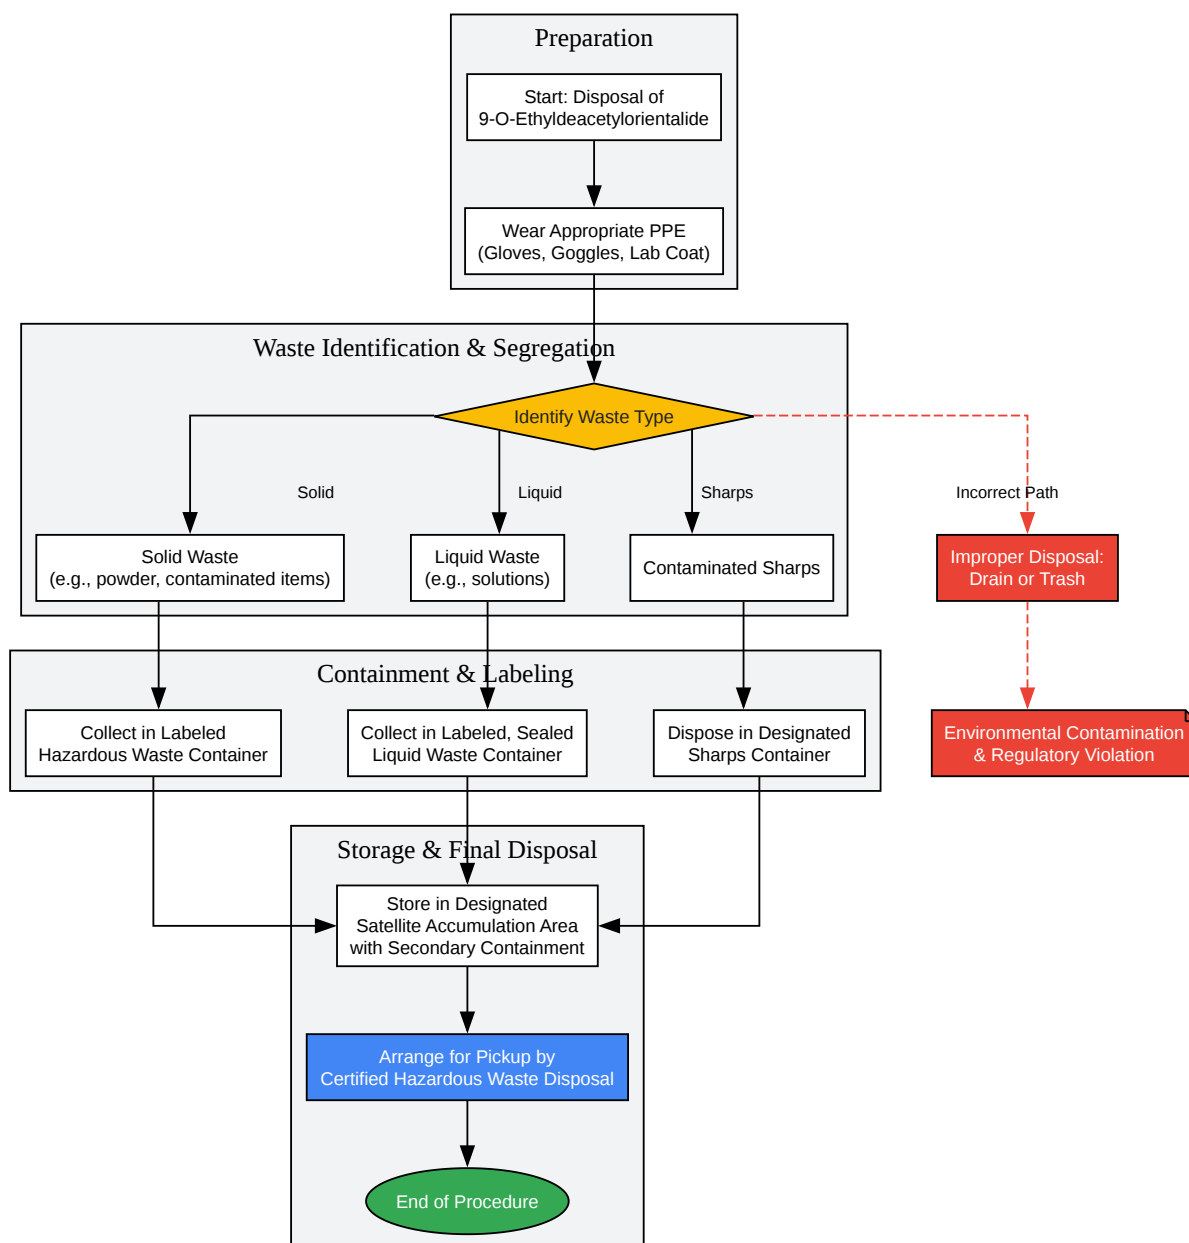 Preparation
Start: Disposal of
9-O-Ethyldeacetylorientalide
Wear Appropriate PPE
(Gloves, Goggles, Lab Coat)
Waste Identification & Segregation
Identify Waste Type
Solid
Liquid
Sharps
Incorrect Path
Solid Waste
(e.g., powder, contaminated items)
Liquid Waste
(e.g., solutions)
Contaminated Sharps
Improper Disposal:
Drain or Trash
Containment & Labeling
Collect in Labeled
Hazardous Waste Container
Collect in Labeled, Sealed
Liquid Waste Container
Dispose in Designated
Sharps Container
Environmental Contamination
& Regulatory Violation
Storage & Final Disposal
Store in Designated
Satellite Accumulation Area
with Secondary Containment
Arrange for Pickup by
Certified Hazardous Waste Disposal
End of Procedure